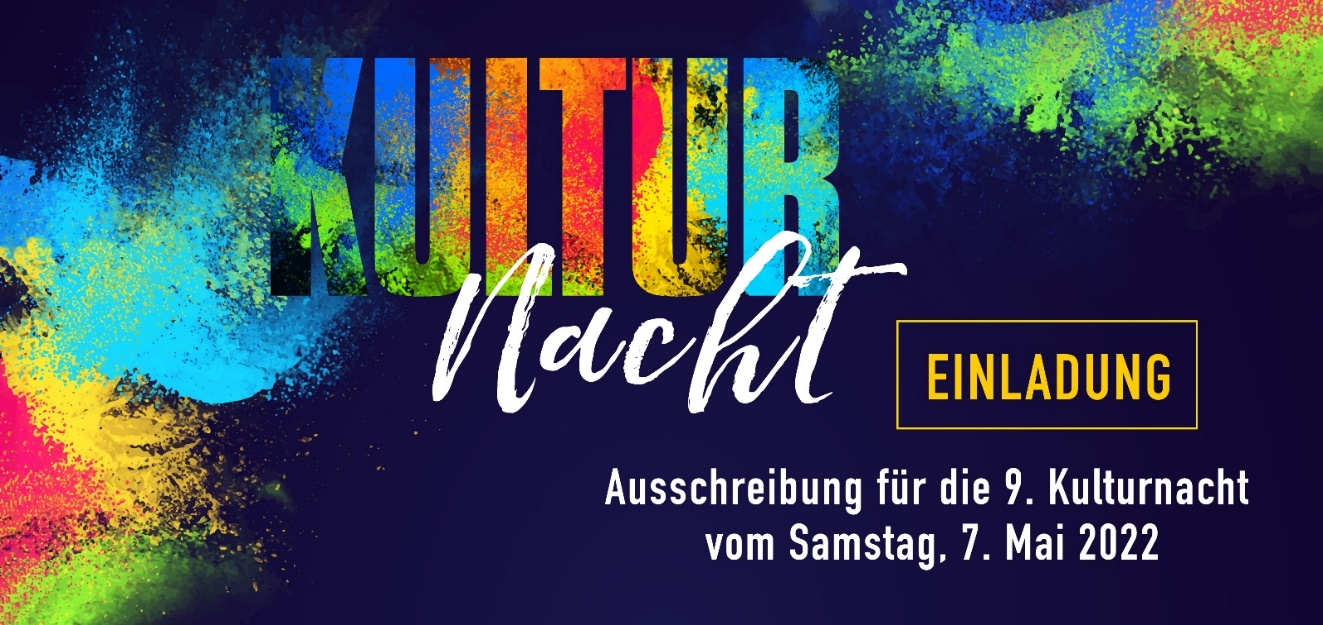 KULTUR
Nacht
EINLADUNG
Ausschreibung für die 9. Kulturnacht
vom Samstag, 7. Mai 2022